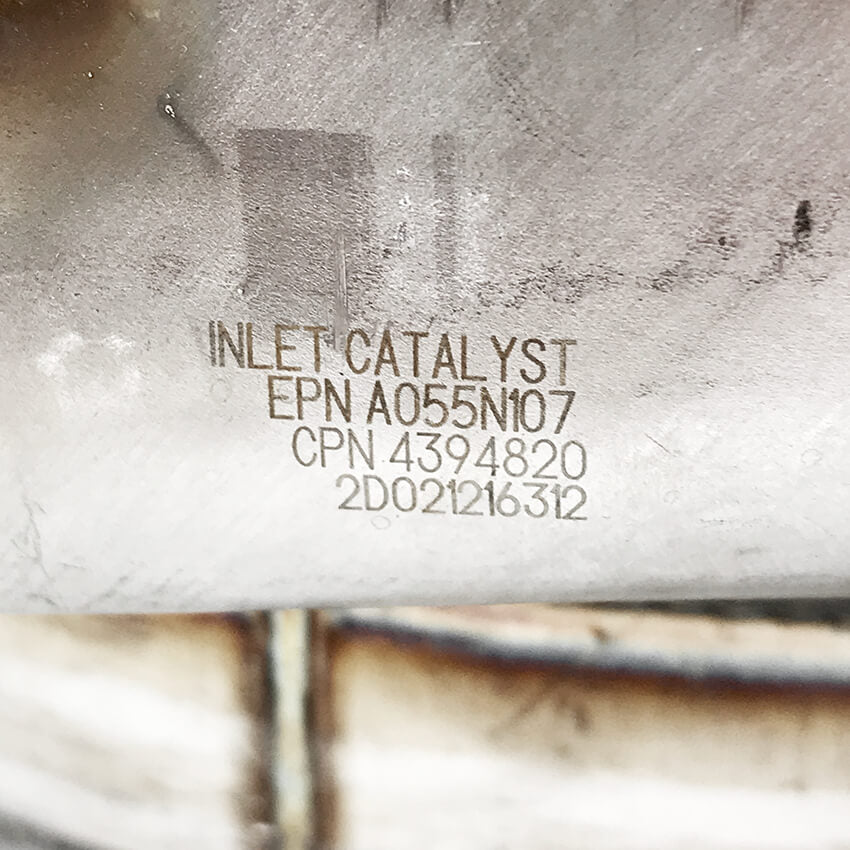 INLET CATALYST
EPN A055N107
CPN 4394820
2D021216312